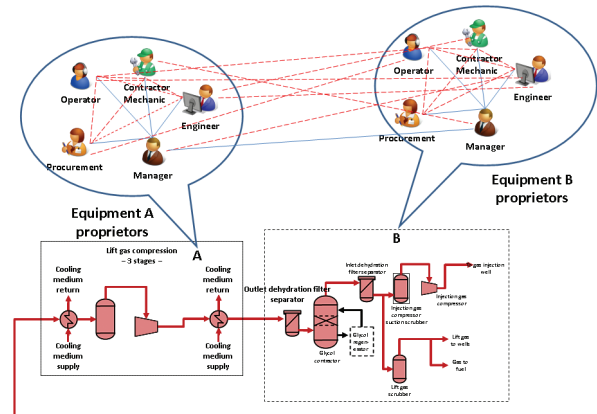 Operator
Contractor
Mechanic
Engineer
Procurement
Manager
Operator
Contractor
Mechanic
Engineer
Procurement
Manager
Equipment A
proprietors
Equipment B
proprietors
Lift gas compression
– 3 stages –
A
Cooling
medium
return
Cooling
medium
supply
Cooling
medium
return
Cooling
medium
supply
B
Outlet dehydration filter
separator
Inlet dehydration
filter separator
Glycol
contractor
Glycol
regen-
erator
Injection gas
compressor
suction scrubber
Injection gas
compressor
gas injection
well
Lift gas
to wells
Gas to
fuel
Lift gas
scrubber